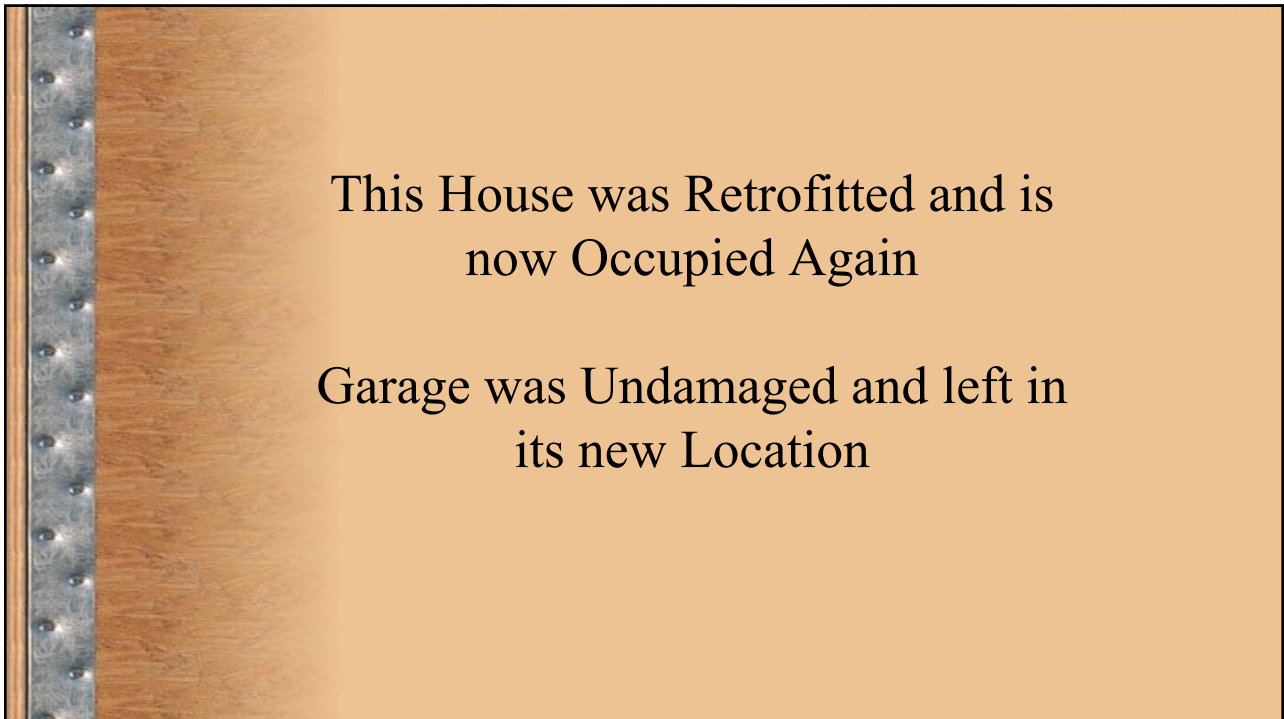 This House was Retrofitted and is
now Occupied Again
Garage was Undamaged and left in
its new Location